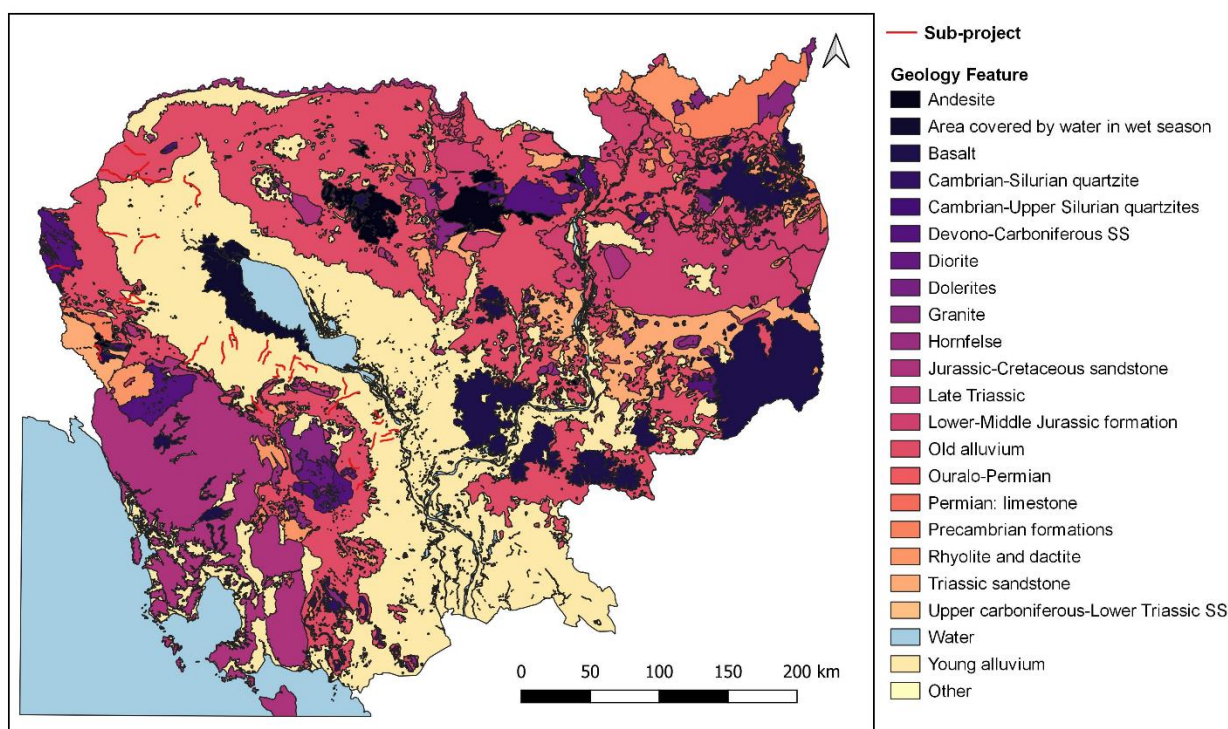 Sub-project
Geology Feature
Andesite
Area covered by water in wet season
Basalt
Cambrian-Silurian quartzite
Cambrian-Upper Silurian quartzites
Devono-Carboniferous SS
Diorite
Dolerites
Granite
Hornfelse
Jurassic-Cretaceous sandstone
Late Triassic
Lower-Middle Jurassic formation
Old alluvium
Ouralo-Permian
Permian: limestone
Precambrian formations
Rhyolite and dactite
Triassic sandstone
Upper carboniferous-Lower Triassic SS
Water
Young alluvium
Other
0 50 100 150 200 km